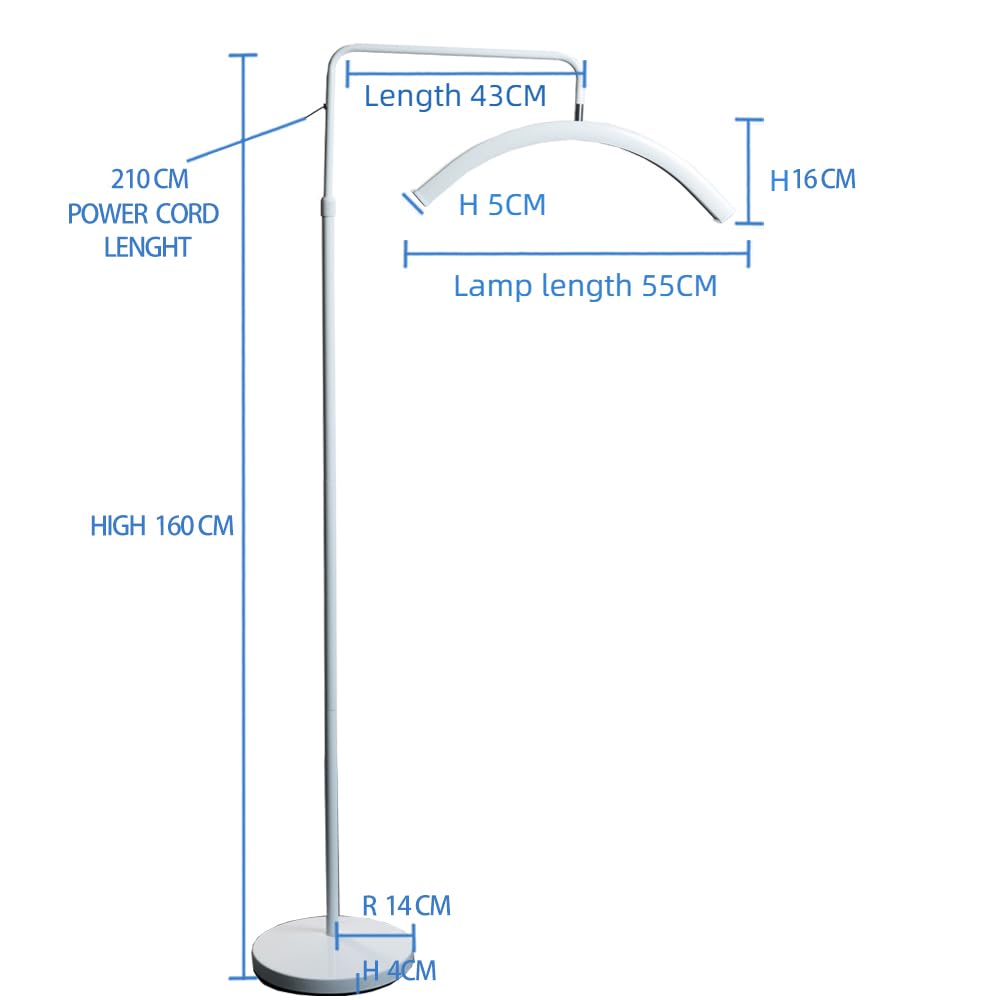 Length 43CM
210CM
POWER CORD
LENGHT
H16CM
H 5CM
Lamp length 55CM
HIGH 160CM
R 14CM
H 4CM